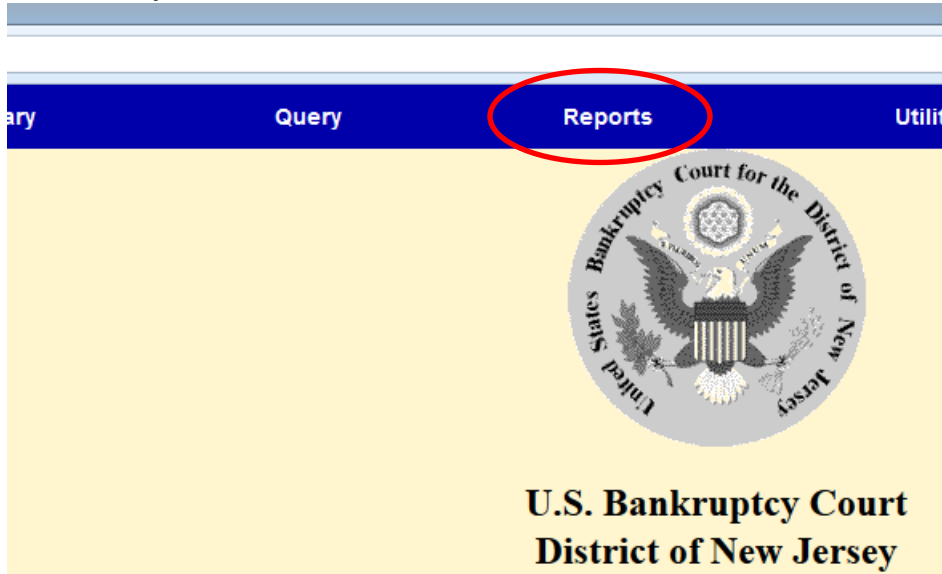 ary Query Reports Utilit
United States Bankruptcy Court for the District of New Jersey
U.S. Bankruptcy Court
District of New Jersey